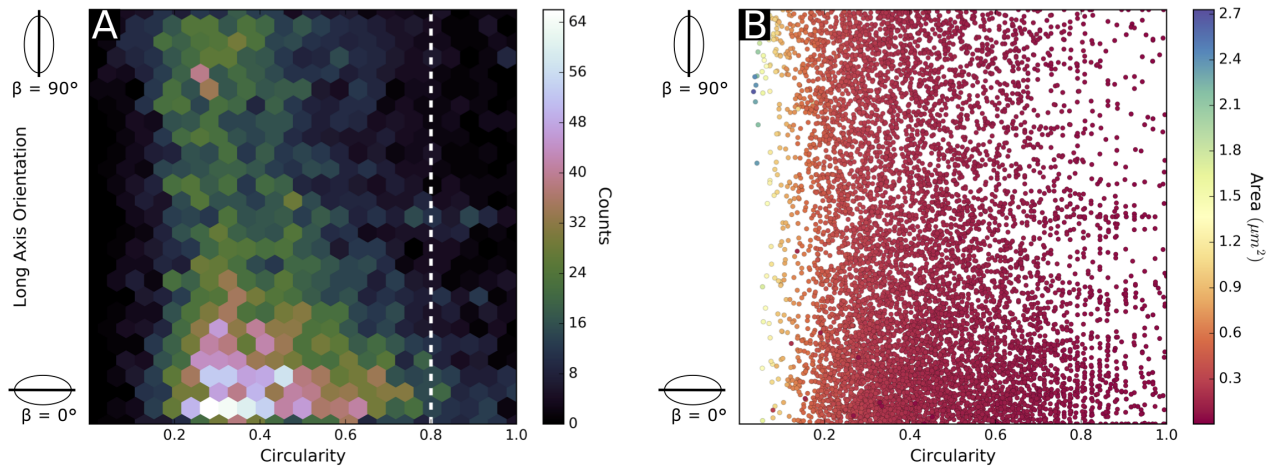 A
β = 90°
Long Axis Orientation
β = 0°
0.2 0.4 0.6 0.8 1.0
Circularity
64
56
48
40
32
24
16
8
0
Counts
B
β = 90°
β = 0°
0.2 0.4 0.6 0.8 1.0
Circularity
2.7
2.4
2.1
1.8
1.5
1.2
0.9
0.6
0.3
Area (μm²)